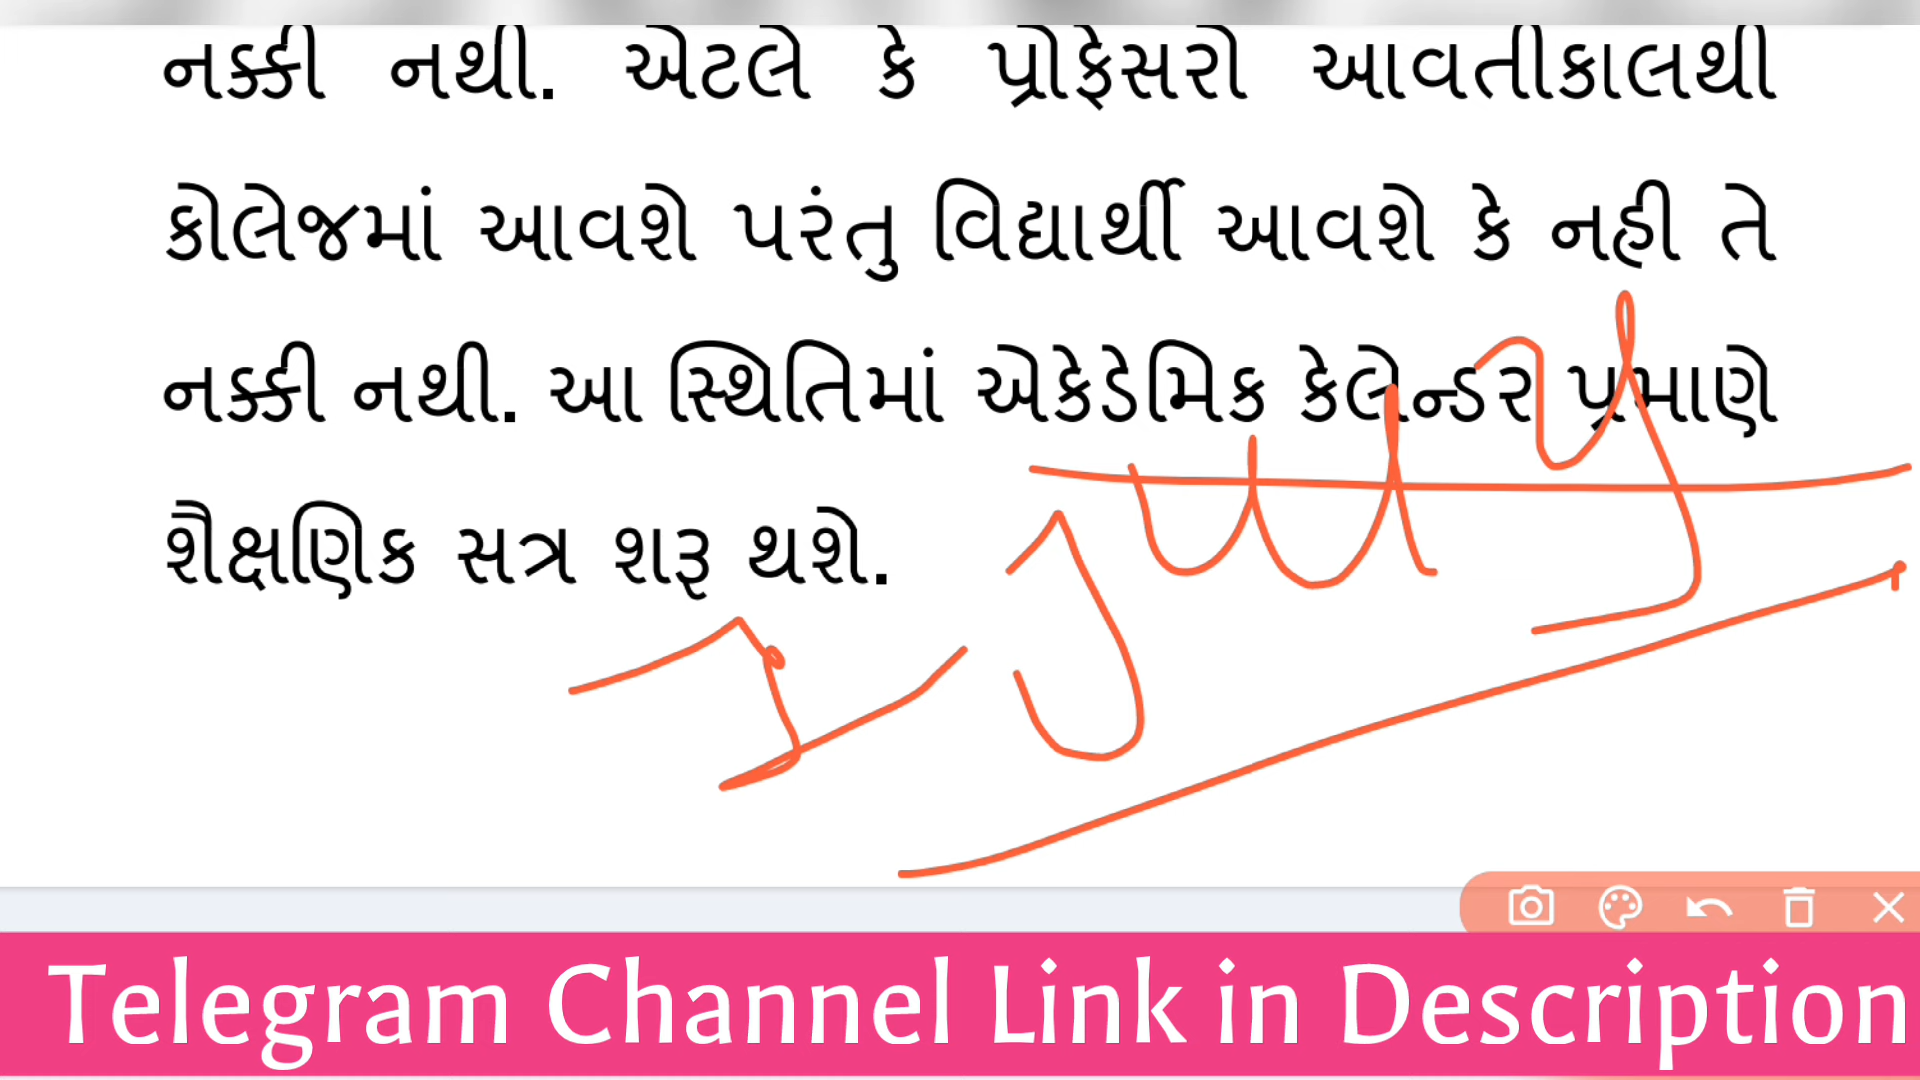 નક્કી નથી. એટલે કે પ્રોફેસરો આવતીકાલથી
કોલેજમાં આવશે પરંતુ વિદ્યાર્થી આવશે કે નહી તે
નક્કી નથી. આ સ્થિતિમાં એકેડેમિક કેલેન્ડર પ્રમાણે
શૈક્ષણિક સત્ર શરૂ થશે.
July
Telegram Channel Link in Description